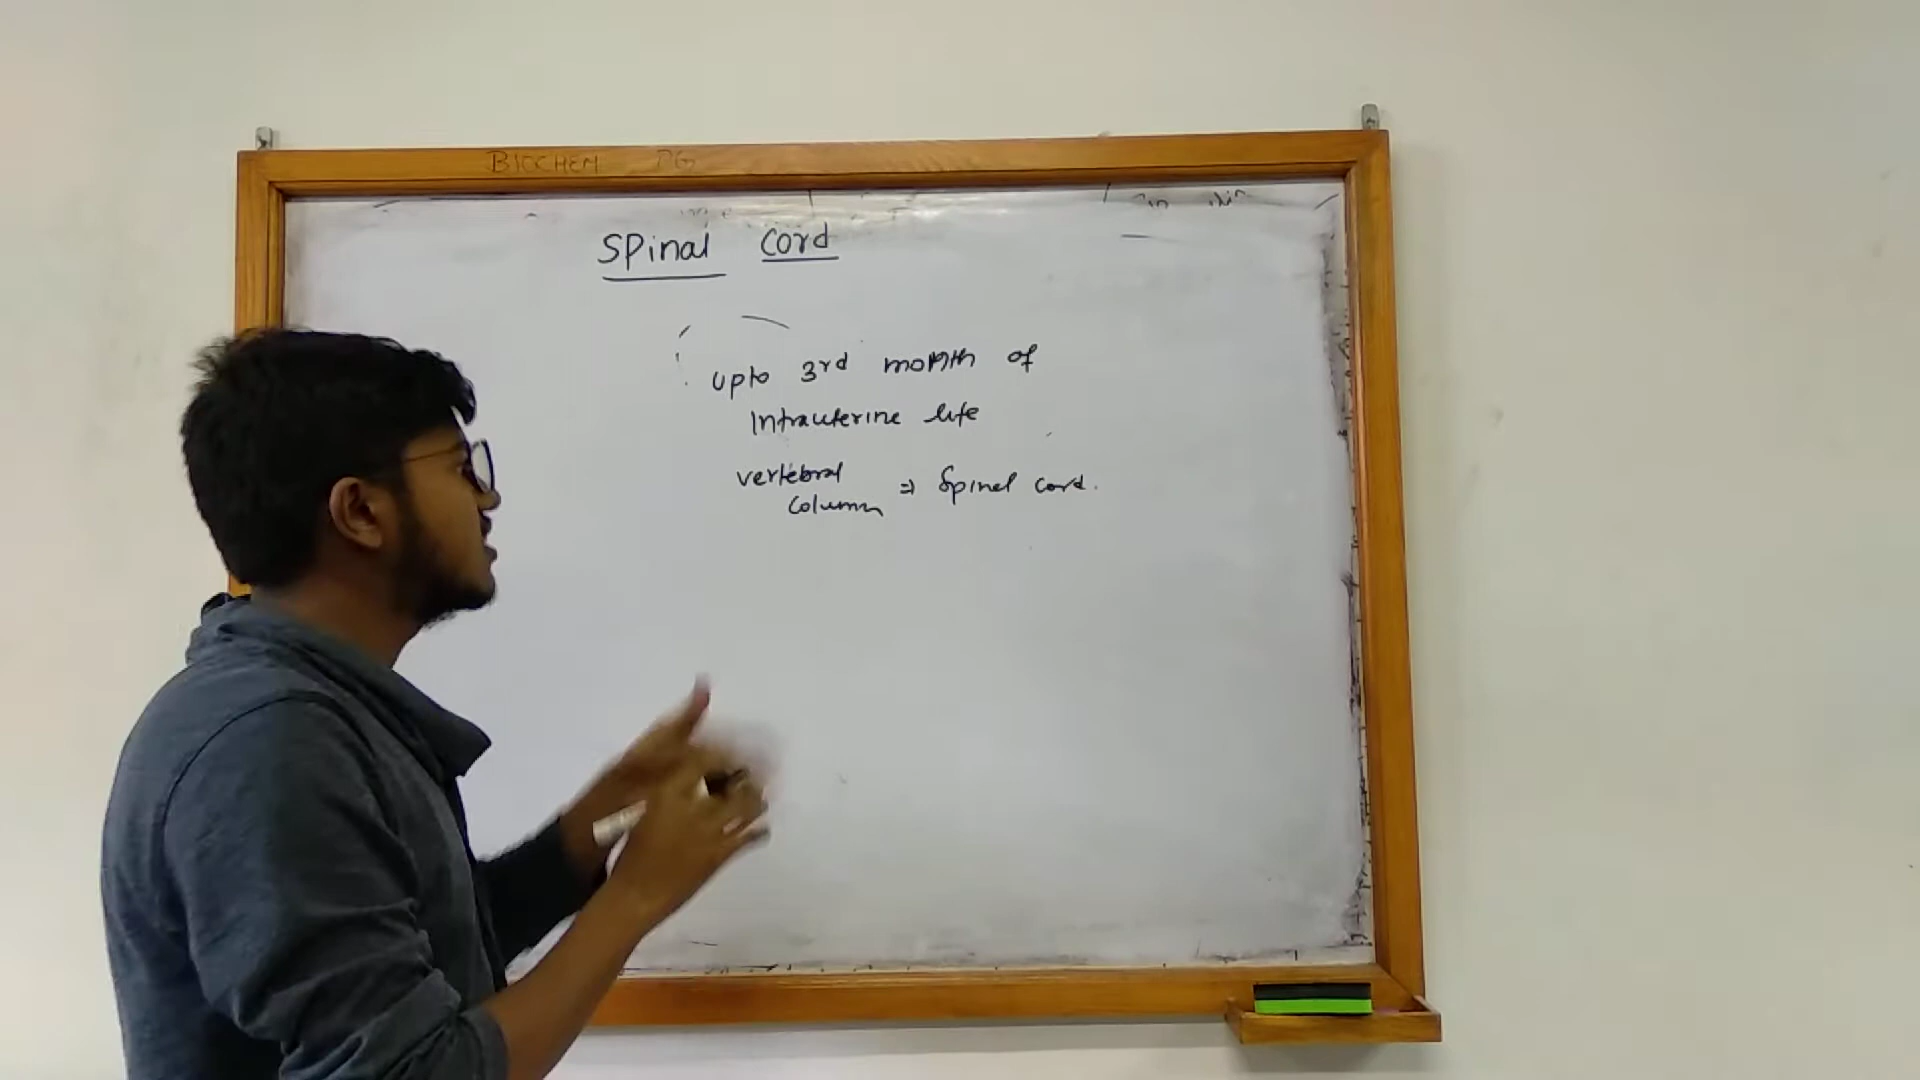 BIOCHEM PG
Spinal Cord
upto 3rd month of
Intrauterine life
vertebral
column => Spinal cord.